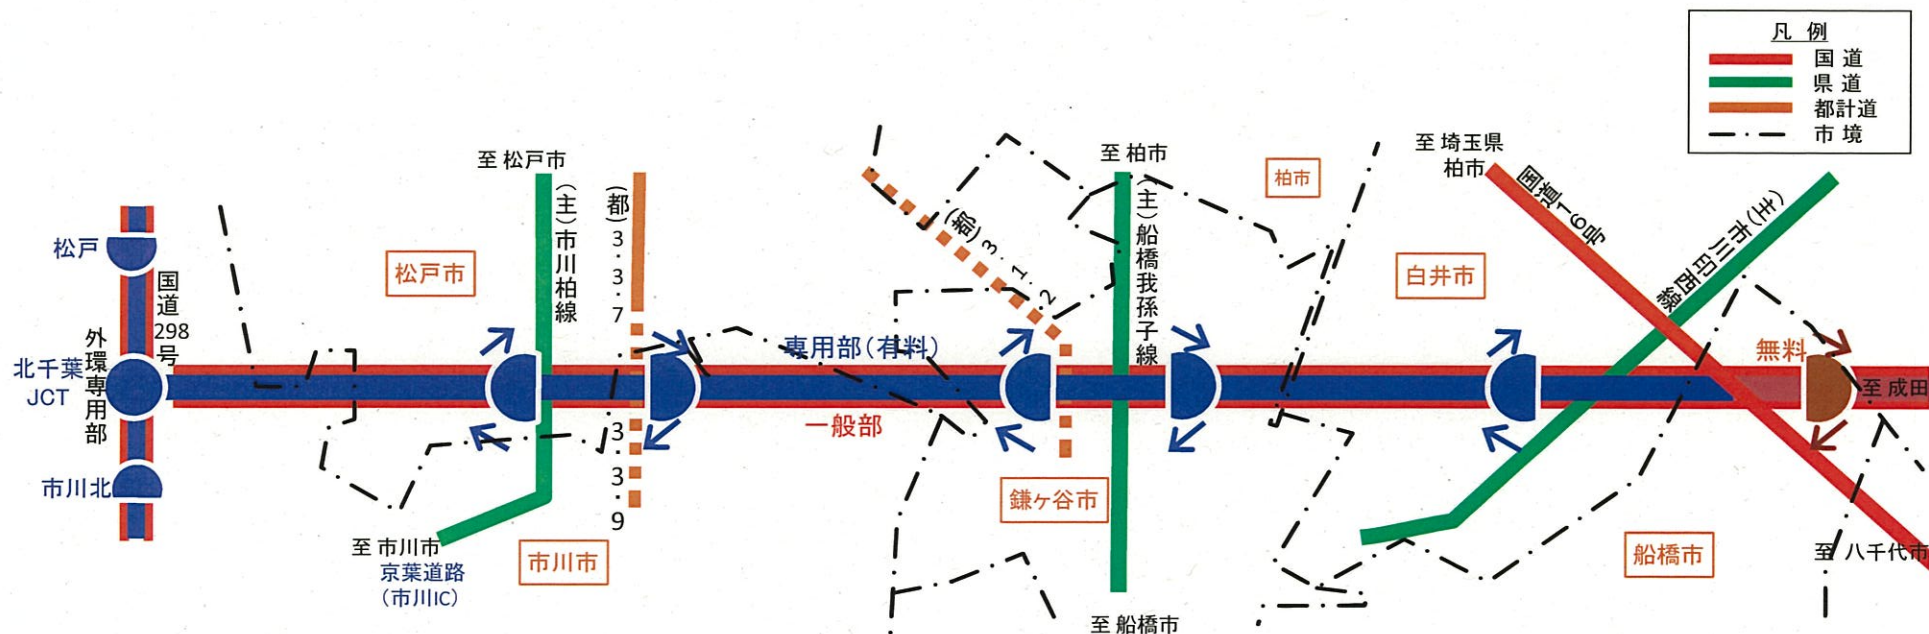 凡 例
国 道
県 道
都計道
市 境
至 松戸市
(主)市川柏線
(都)3・3・7
3・3・9
松戸
国道298号
外環専用部
北千葉
JCT
市川北
松戸市
至 市川市
京葉道路
(市川IC)
市川市
専用部(有料)
一般部
(都)3・1・2
至 柏市
(主)船橋我孫子線
柏市
鎌ヶ谷市
至 船橋市
至 埼玉県
柏市
国道16号
(主)市川印西線
白井市
無料
至 成田
船橋市
至 八千代市